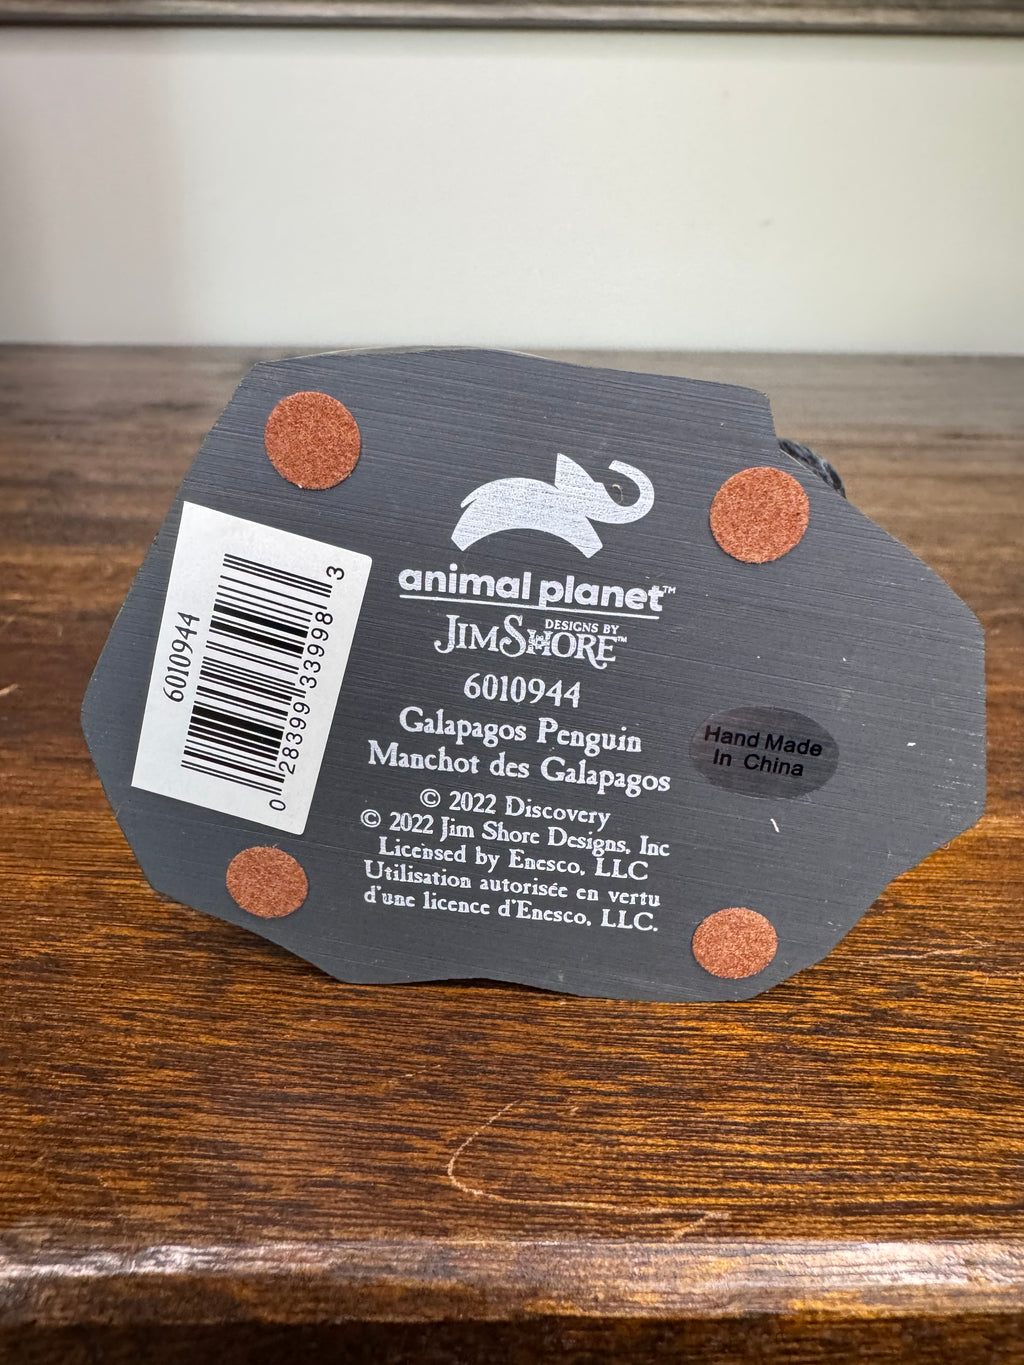 animal planet™
DESIGNS BY
JIM SHORE™
6010944
Galapagos Penguin
Manchot des Galapagos
© 2022 Discovery
© 2022 Jim Shore Designs, Inc
Licensed by Enesco, LLC
Utilisation autorisée en vertu
d'une licence d'Enesco, LLC.
6010944
0 28399 33998 3
Hand Made
In China